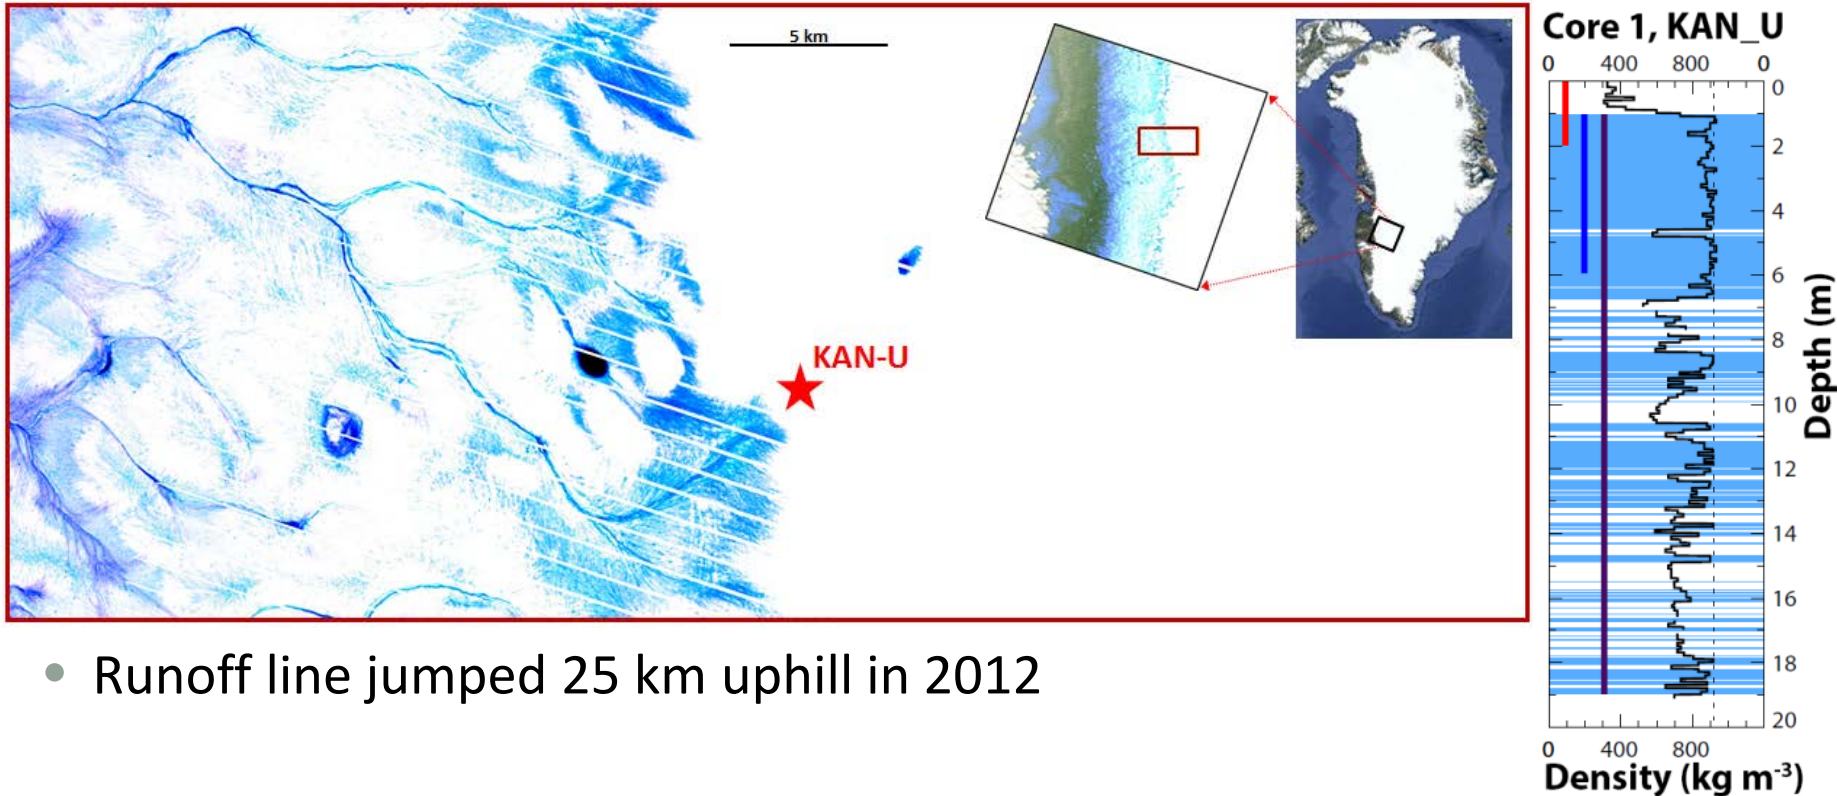 5 km
KAN-U
• Runoff line jumped 25 km uphill in 2012
Core 1, KAN_U
0 400 800 0
0
2
4
6
8
10
12
14
16
18
20
Depth (m)
0 400 800
Density (kg m⁻³)